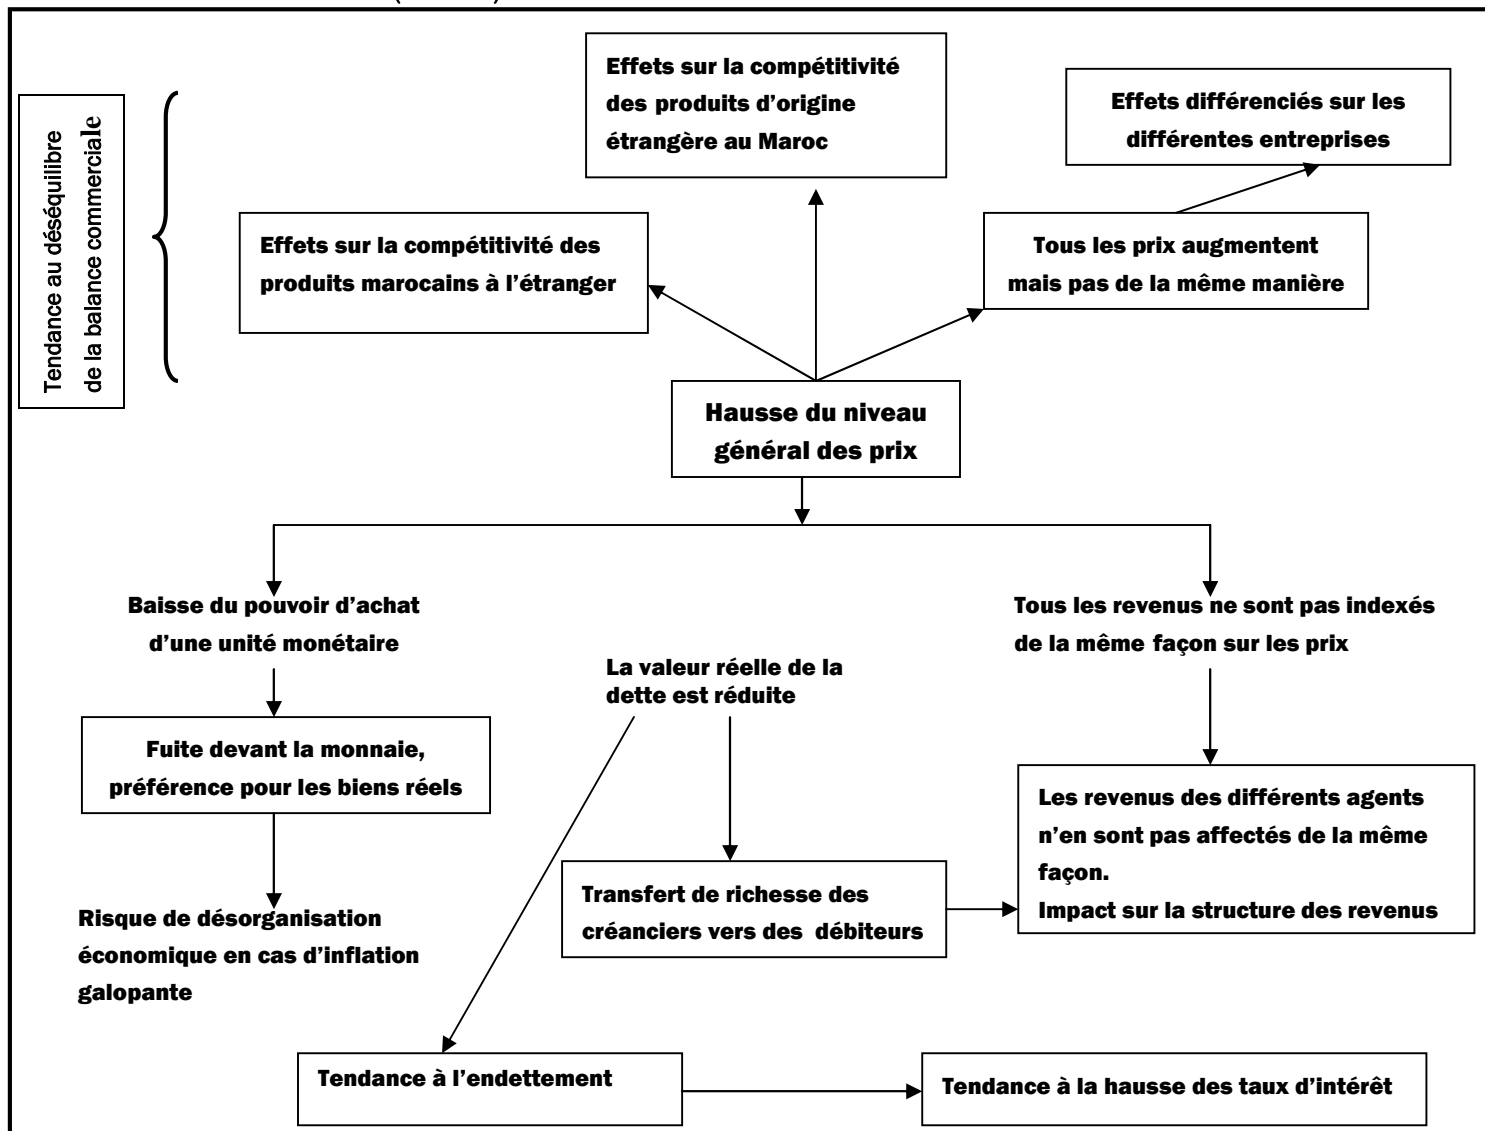 Effets sur la compétitivité
des produits d'origine
étrangère au Maroc
Effets différenciés sur les
différentes entreprises
Tendance au déséquilibre
de la balance commerciale
Effets sur la compétitivité des
produits marocains à l'étranger
Tous les prix augmentent
mais pas de la même manière
Hausse du niveau
général des prix
Baisse du pouvoir d'achat
d'une unité monétaire
Tous les revenus ne sont pas indexés
de la même façon sur les prix
La valeur réelle de la
dette est réduite
Fuite devant la monnaie,
préférence pour les biens réels
Les revenus des différents agents
n'en sont pas affectés de la même
façon.
Impact sur la structure des revenus
Transfert de richesse des
créanciers vers des débiteurs
Risque de désorganisation
économique en cas d'inflation
galopante
Tendance à l'endettement
Tendance à la hausse des taux d'intérêt